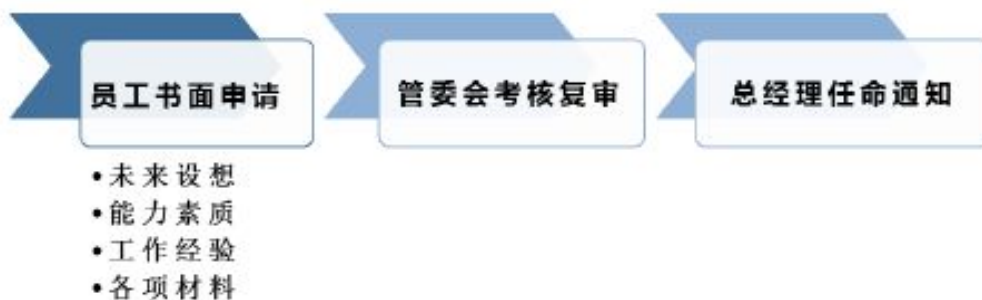 员工书面申请
管委会考核复审
总经理任命通知
•未来设想
•能力素质
•工作经验
•各项材料